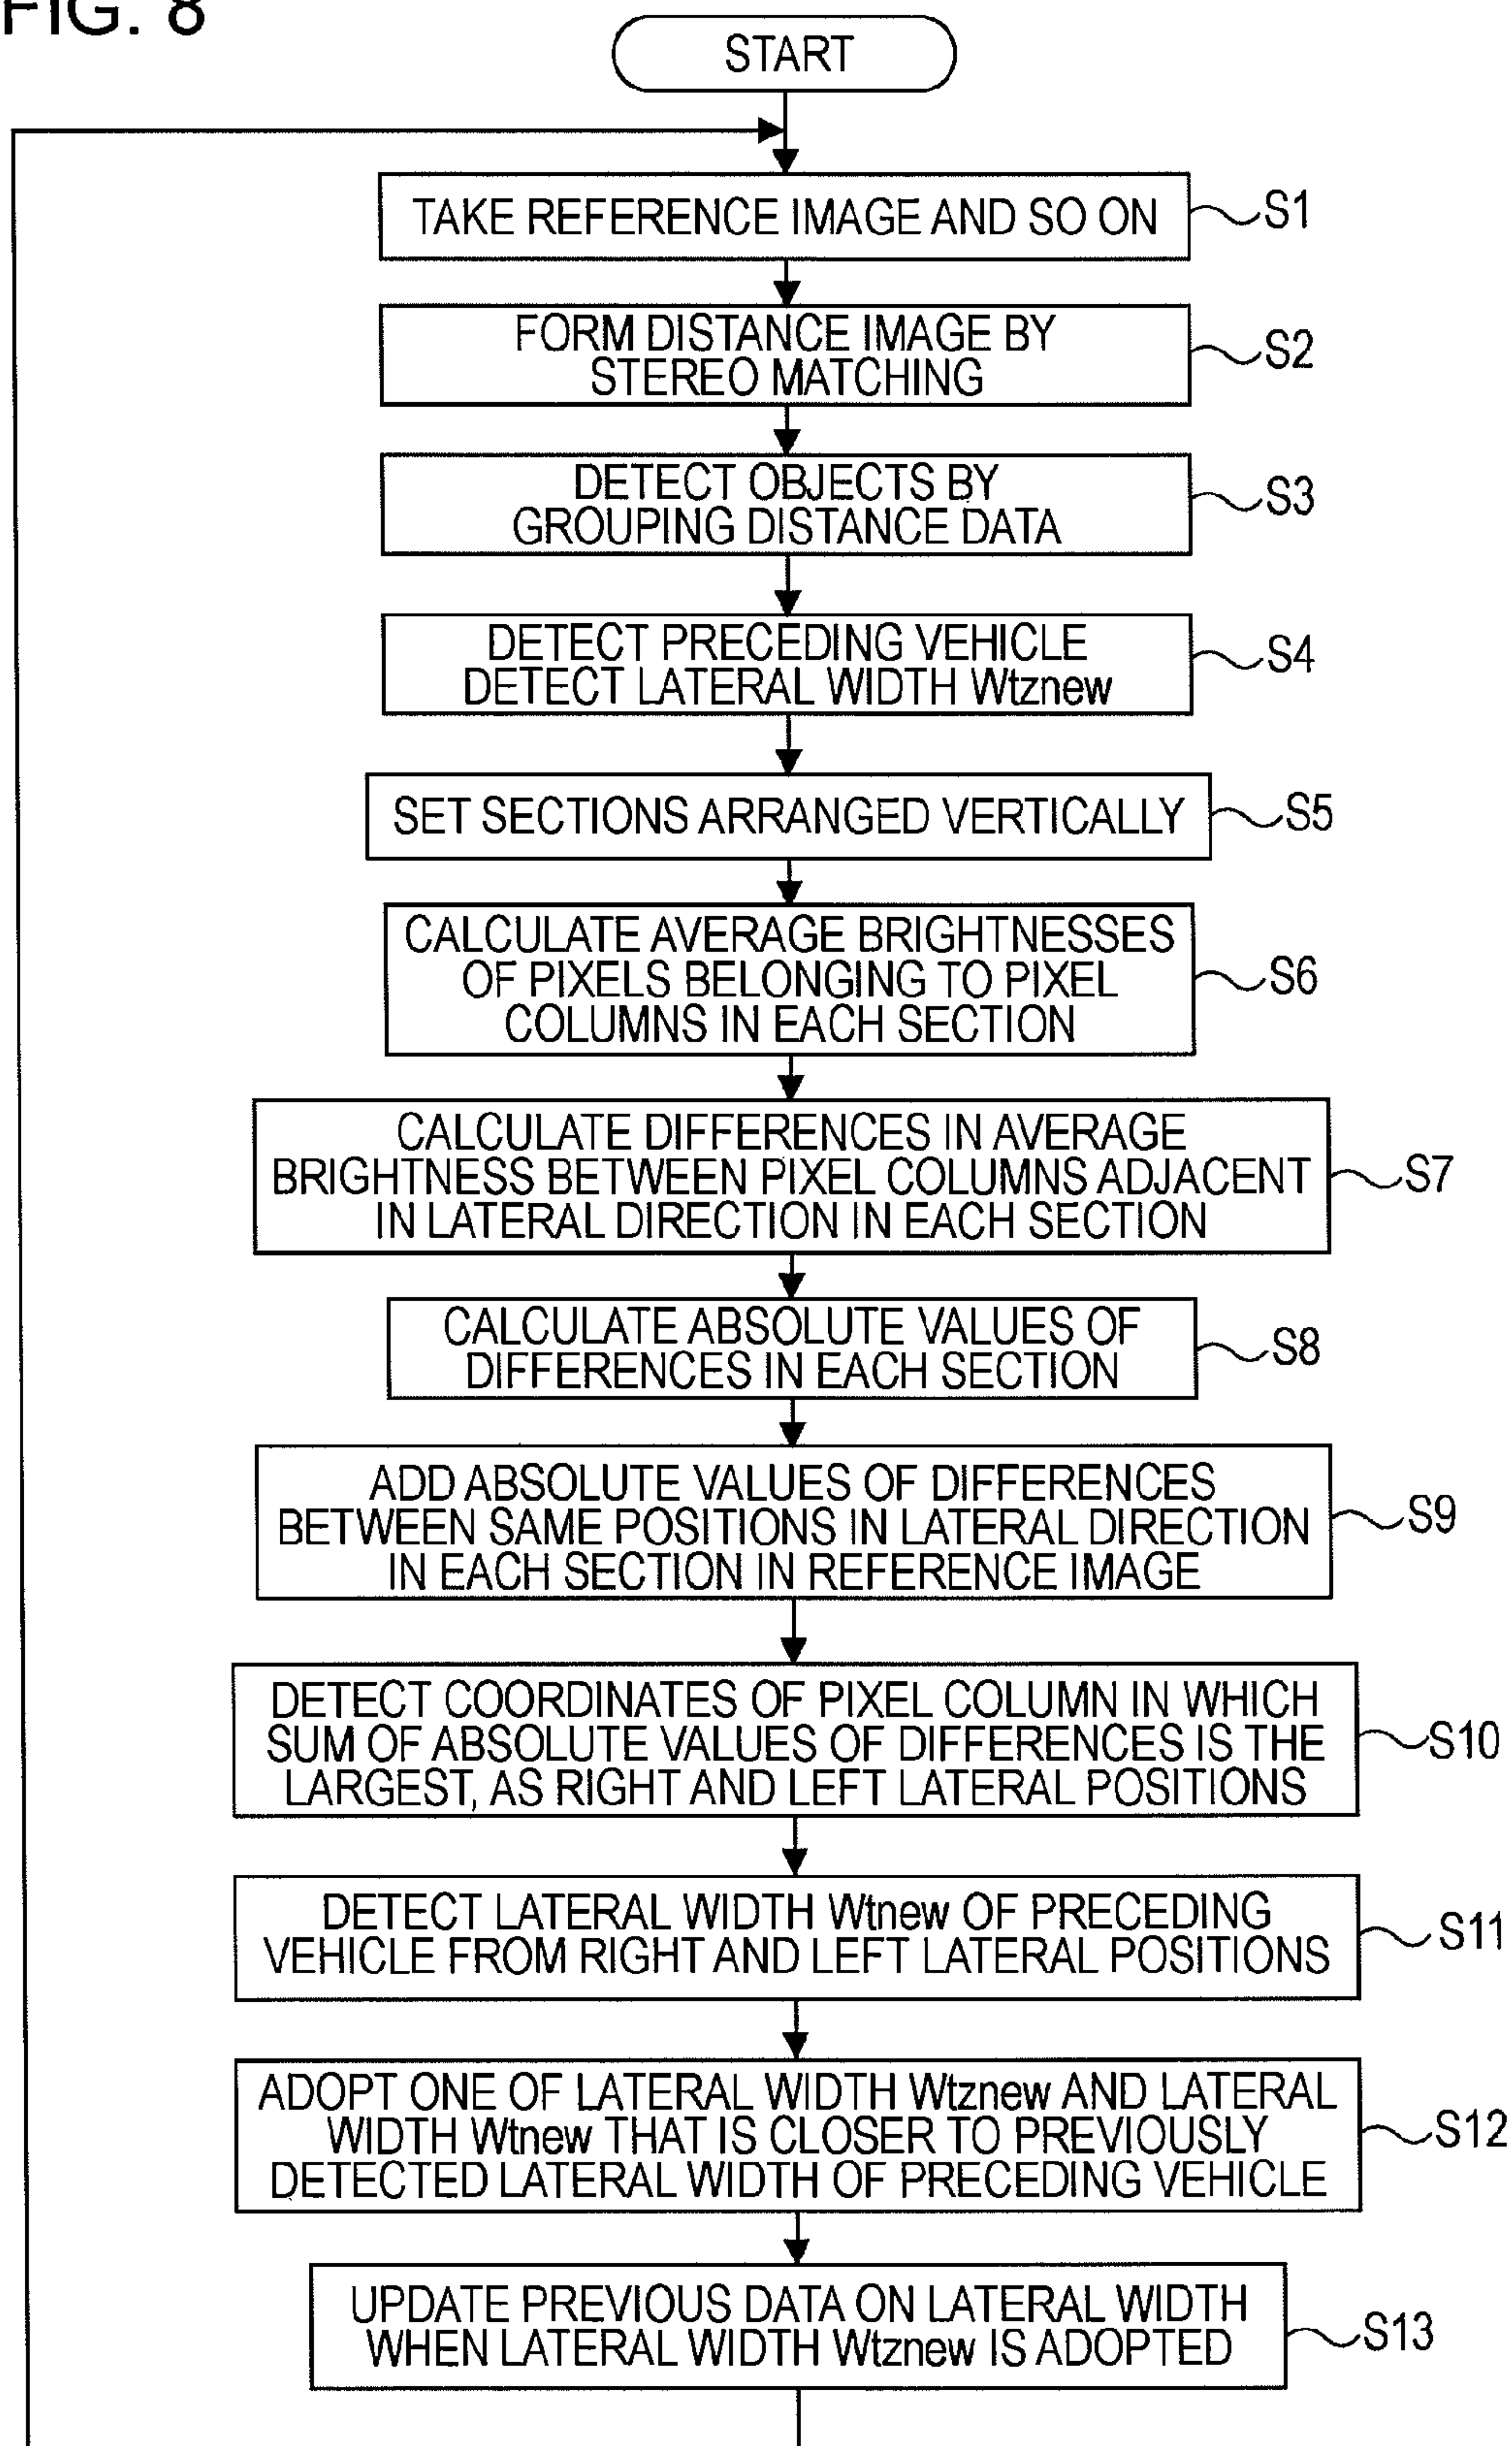 FIG. 8
START
TAKE REFERENCE IMAGE AND SO ON
S1
FORM DISTANCE IMAGE BY
STEREO MATCHING
S2
DETECT OBJECTS BY
GROUPING DISTANCE DATA
S3
DETECT PRECEDING VEHICLE
DETECT LATERAL WIDTH Wtznew
S4
SET SECTIONS ARRANGED VERTICALLY
S5
CALCULATE AVERAGE BRIGHTNESSES
OF PIXELS BELONGING TO PIXEL
COLUMNS IN EACH SECTION
S6
CALCULATE DIFFERENCES IN AVERAGE
BRIGHTNESS BETWEEN PIXEL COLUMNS ADJACENT
IN LATERAL DIRECTION IN EACH SECTION
S7
CALCULATE ABSOLUTE VALUES OF
DIFFERENCES IN EACH SECTION
S8
ADD ABSOLUTE VALUES OF DIFFERENCES
BETWEEN SAME POSITIONS IN LATERAL DIRECTION
IN EACH SECTION IN REFERENCE IMAGE
S9
DETECT COORDINATES OF PIXEL COLUMN IN WHICH
SUM OF ABSOLUTE VALUES OF DIFFERENCES IS THE
LARGEST, AS RIGHT AND LEFT LATERAL POSITIONS
S10
DETECT LATERAL WIDTH Wtnew OF PRECEDING
VEHICLE FROM RIGHT AND LEFT LATERAL POSITIONS
S11
ADOPT ONE OF LATERAL WIDTH Wtznew AND LATERAL
WIDTH Wtnew THAT IS CLOSER TO PREVIOUSLY
DETECTED LATERAL WIDTH OF PRECEDING VEHICLE
S12
UPDATE PREVIOUS DATA ON LATERAL WIDTH
WHEN LATERAL WIDTH Wtznew IS ADOPTED
S13